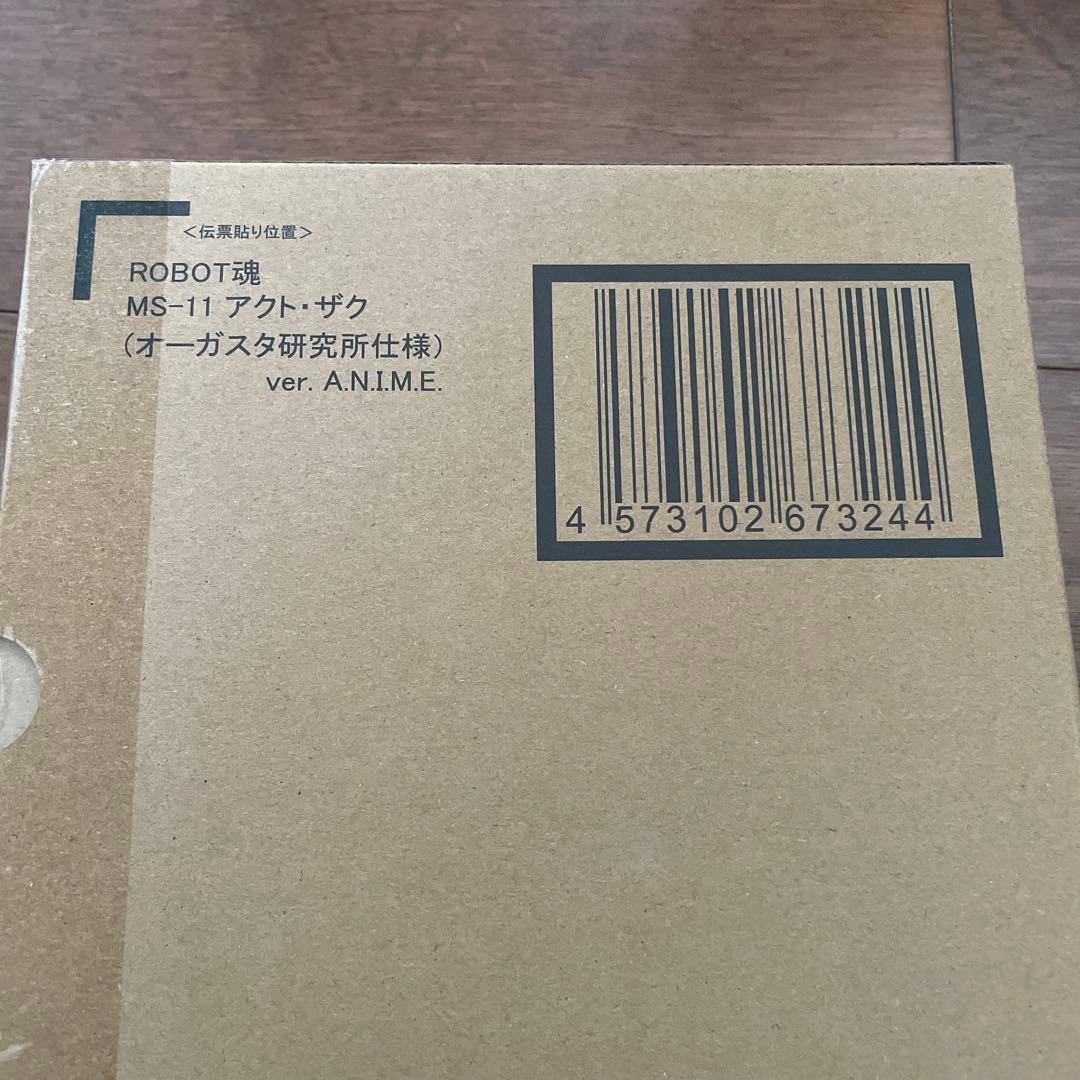 <伝票貼り位置>
ROBOT魂
MS-11 アクト・ザク
(オーガスタ研究所仕様)
ver. A.N.I.M.E.
4 573102 673244